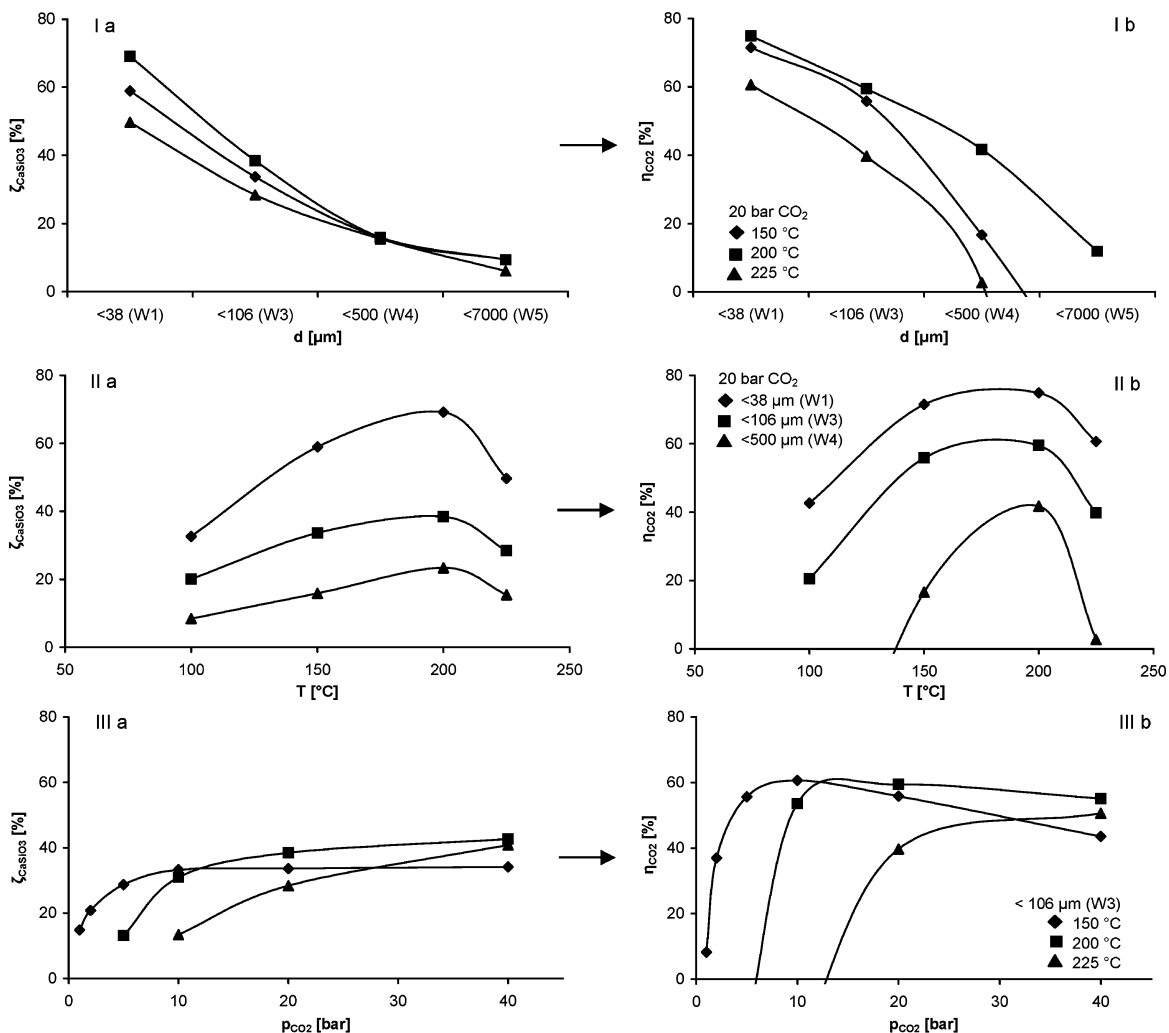 I a
80
60
40
20
0
ζCaSiO3 [%]
<38 (W1)
<106 (W3)
<500 (W4)
<7000 (W5)
d [µm]
I b
80
60
40
20
0
ηCO2 [%]
20 bar CO2
150 °C
200 °C
225 °C
<38 (W1)
<106 (W3)
<500 (W4)
<7000 (W5)
d [µm]
II a
80
60
40
20
0
ζCaSiO3 [%]
50
100
150
200
250
T [°C]
II b
80
60
40
20
0
ηCO2 [%]
20 bar CO2
<38 µm (W1)
<106 µm (W3)
<500 µm (W4)
50
100
150
200
250
T [°C]
III a
80
60
40
20
0
ζCaSiO3 [%]
0
10
20
30
40
pCO2 [bar]
III b
80
60
40
20
0
ηCO2 [%]
< 106 µm (W3)
150 °C
200 °C
225 °C
0
10
20
30
40
pCO2 [bar]